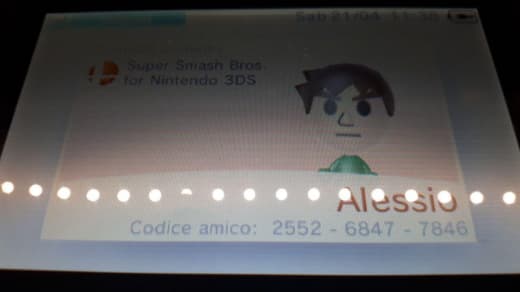 Sab 21/04 11:38
Super Smash Bros.
for Nintendo 3DS
Alessio
Codice amico: 2552 - 6847 - 7846